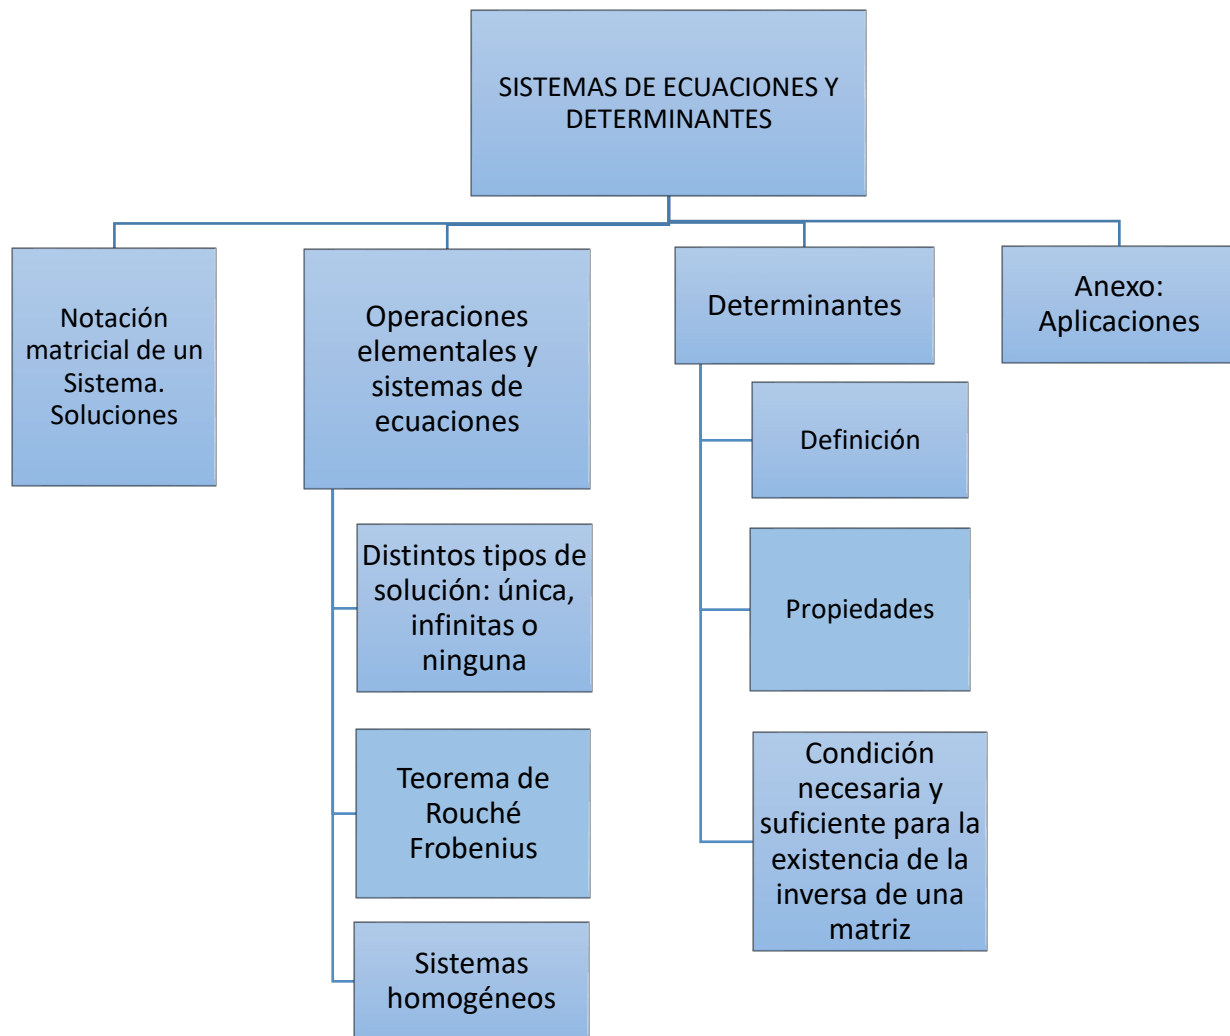 SISTEMAS DE ECUACIONES Y
DETERMINANTES
Notación
matricial de un
Sistema.
Soluciones
Operaciones
elementales y
sistemas de
ecuaciones
Distintos tipos de
solución: única,
infinitas o
ninguna
Teorema de
Rouché
Frobenius
Sistemas
homogéneos
Determinantes
Definición
Propiedades
Condición
necesaria y
suficiente para la
existencia de la
inversa de una
matriz
Anexo:
Aplicaciones